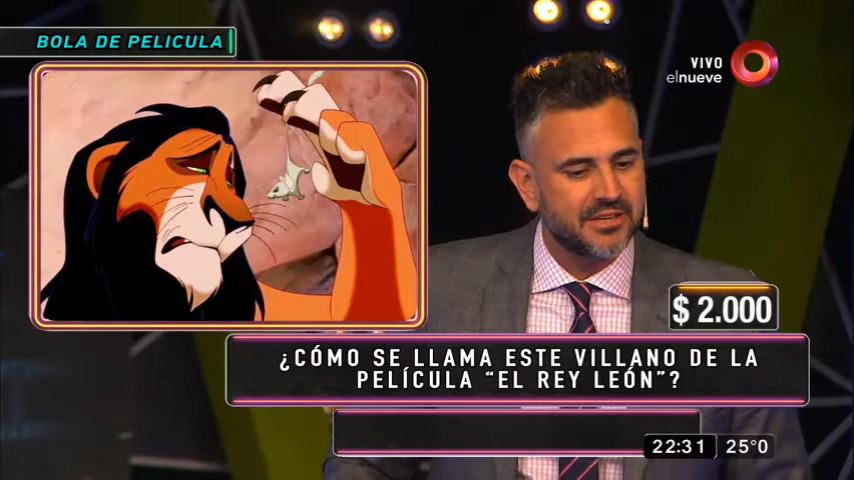 BOLA DE PELICULA
VIVO
elnueve
$ 2.000
¿CÓMO SE LLAMA ESTE VILLANO DE LA
PELÍCULA “EL REY LEÓN”?
22:31 25°0